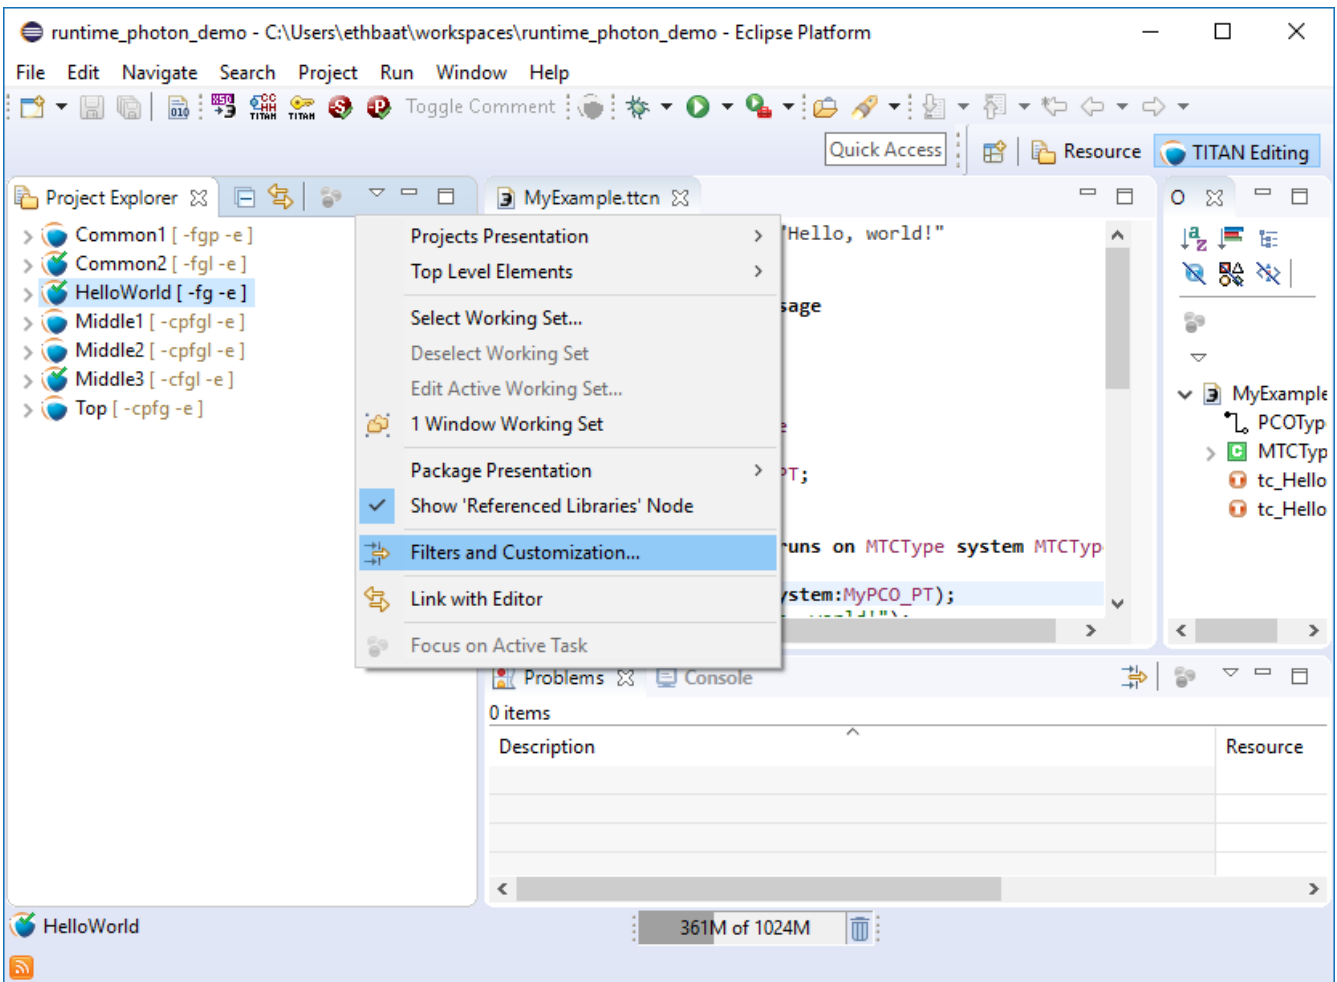 runtime_photon_demo - C:\Users\ethbaat\workspaces\runtime_photon_demo - Eclipse Platform
File Edit Navigate Search Project Run Window Help
Toggle Comment
Quick Access
Resource
TITAN Editing
Project Explorer
Common1 [ -fgp -e ]
Common2 [ -fgl -e ]
HelloWorld [ -fg -e ]
Middle1 [ -cpfgl -e ]
Middle2 [ -cpfgl -e ]
Middle3 [ -cfgl -e ]
Top [ -cpfg -e ]
Projects Presentation
Top Level Elements
Select Working Set...
Deselect Working Set
Edit Active Working Set...
1 Window Working Set
Package Presentation
Show 'Referenced Libraries' Node
Filters and Customization...
Link with Editor
Focus on Active Task
MyExample.ttcn
"Hello, world!"
sage
PT;
runs on MTCType system MTCTyp
ystem:MyPCO_PT);
O
MyExample
PCOTyp
MTCTyp
tc_Hello
tc_Hello
Problems
Console
0 items
Description
Resource
HelloWorld
361M of 1024M